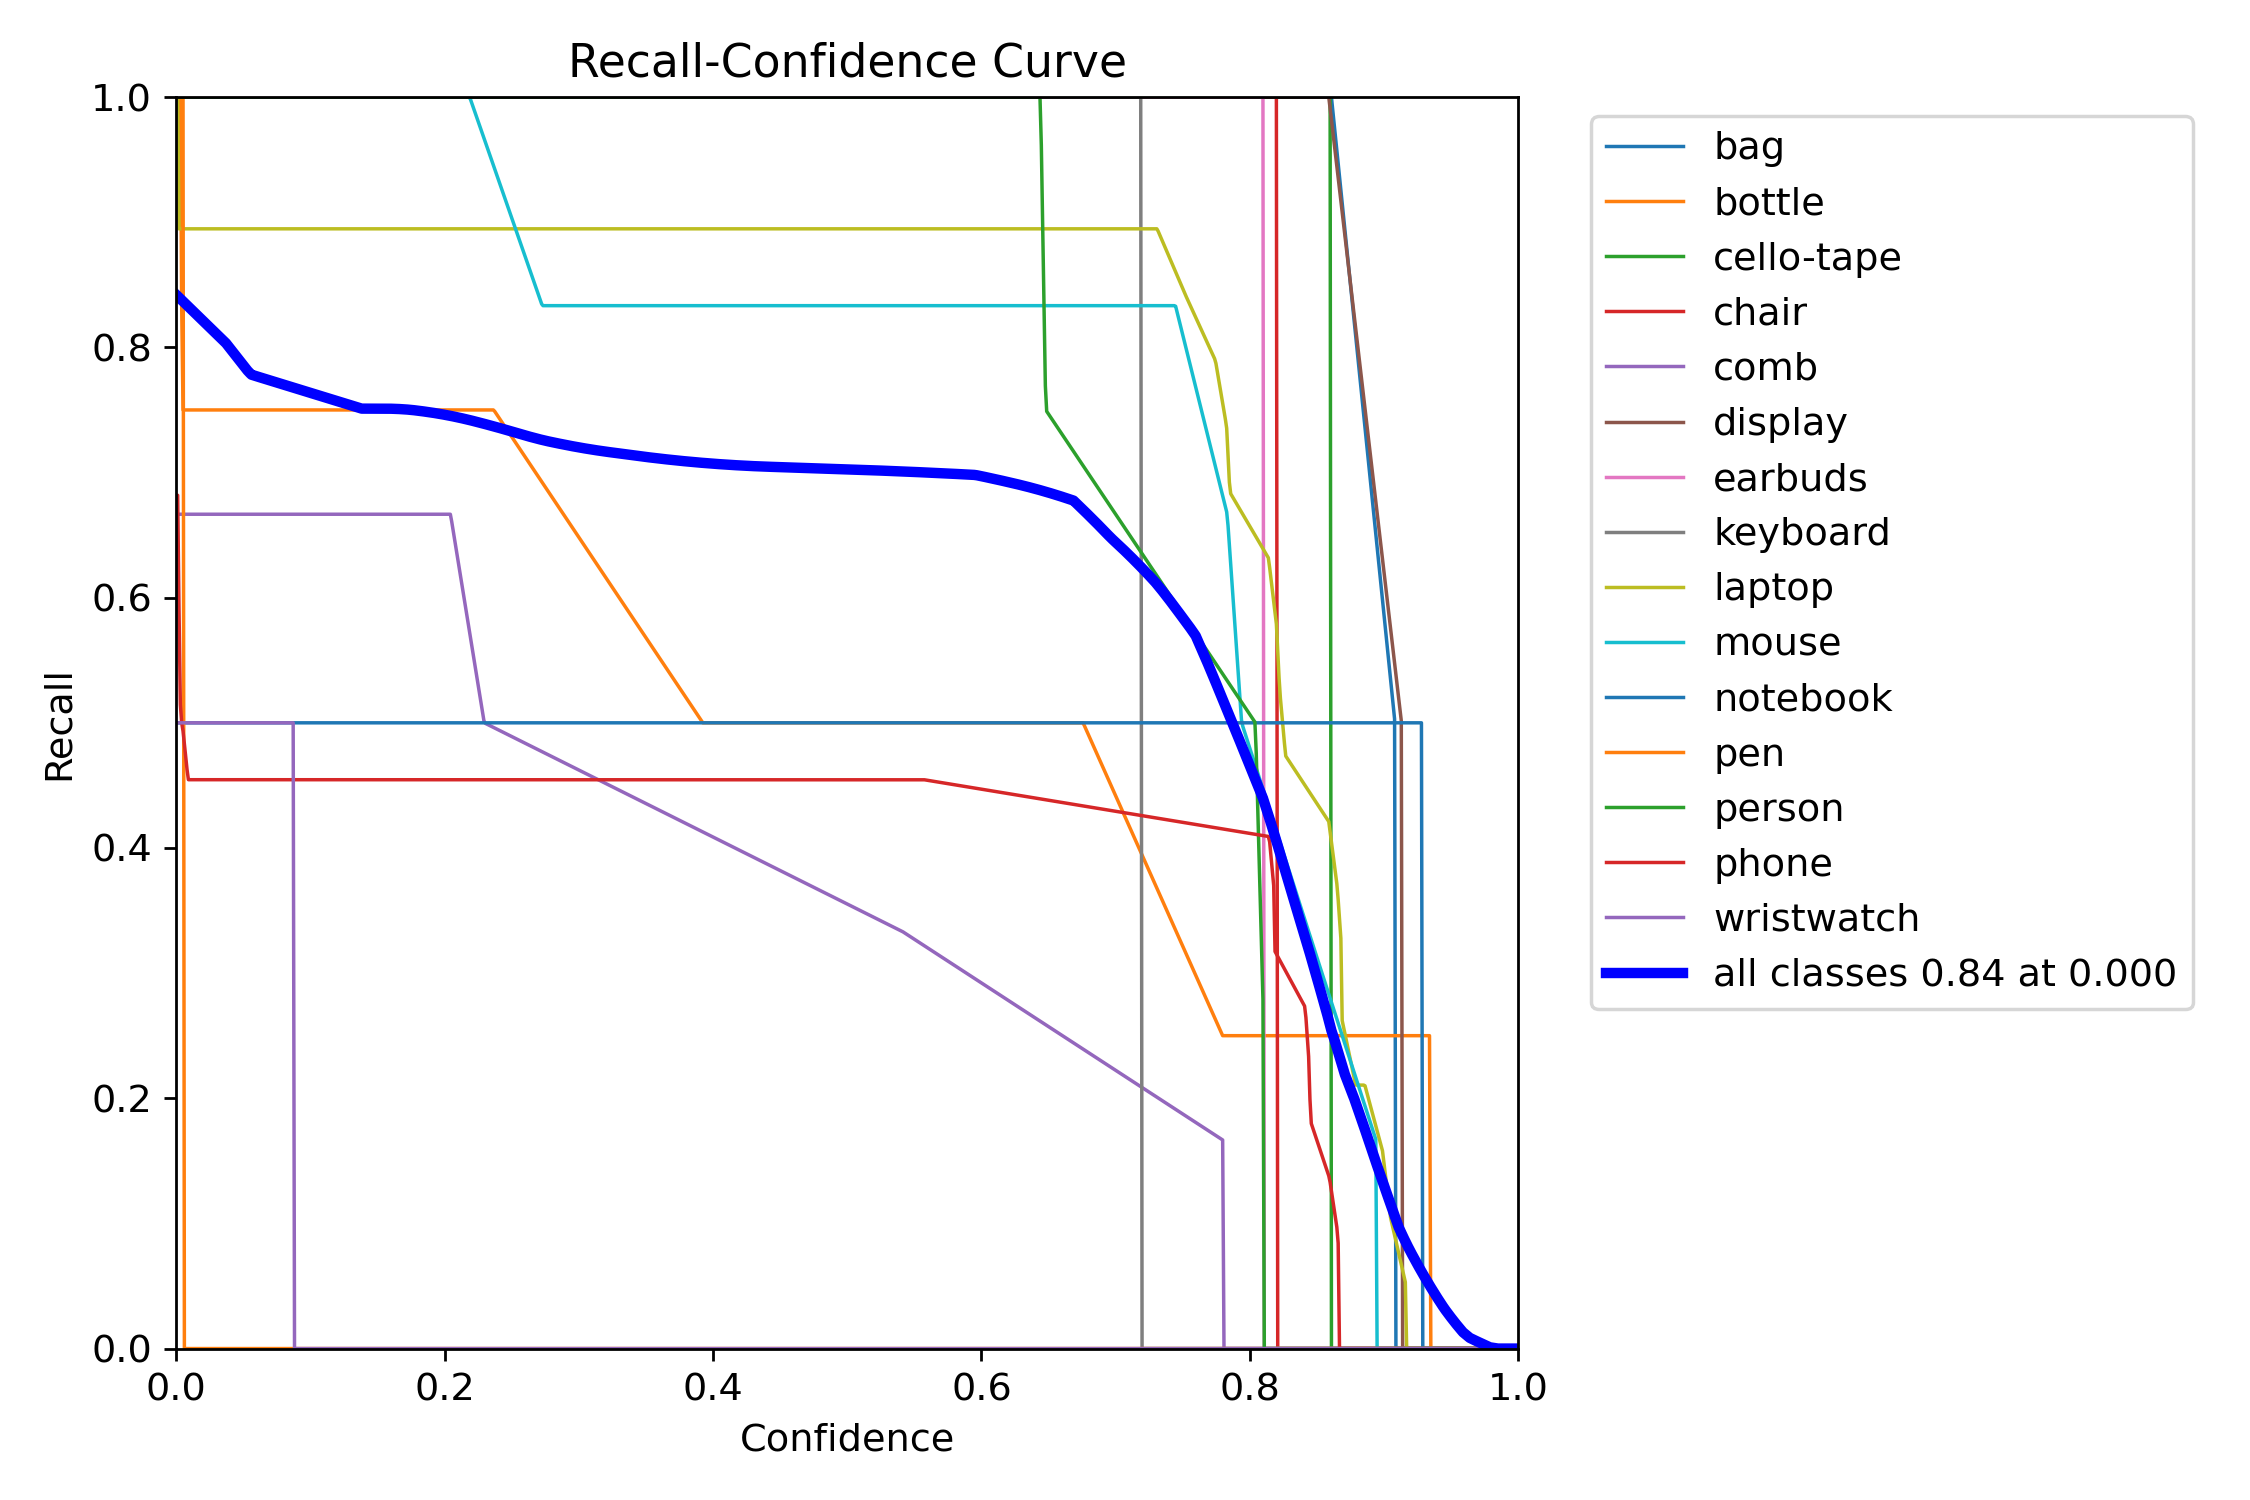 Recall-Confidence Curve
1.0
0.8
0.6
0.4
0.2
0.0
Recall
0.0 0.2 0.4 0.6 0.8 1.0
Confidence
bag
bottle
cello-tape
chair
comb
display
earbuds
keyboard
laptop
mouse
notebook
pen
person
phone
wristwatch
all classes 0.84 at 0.000